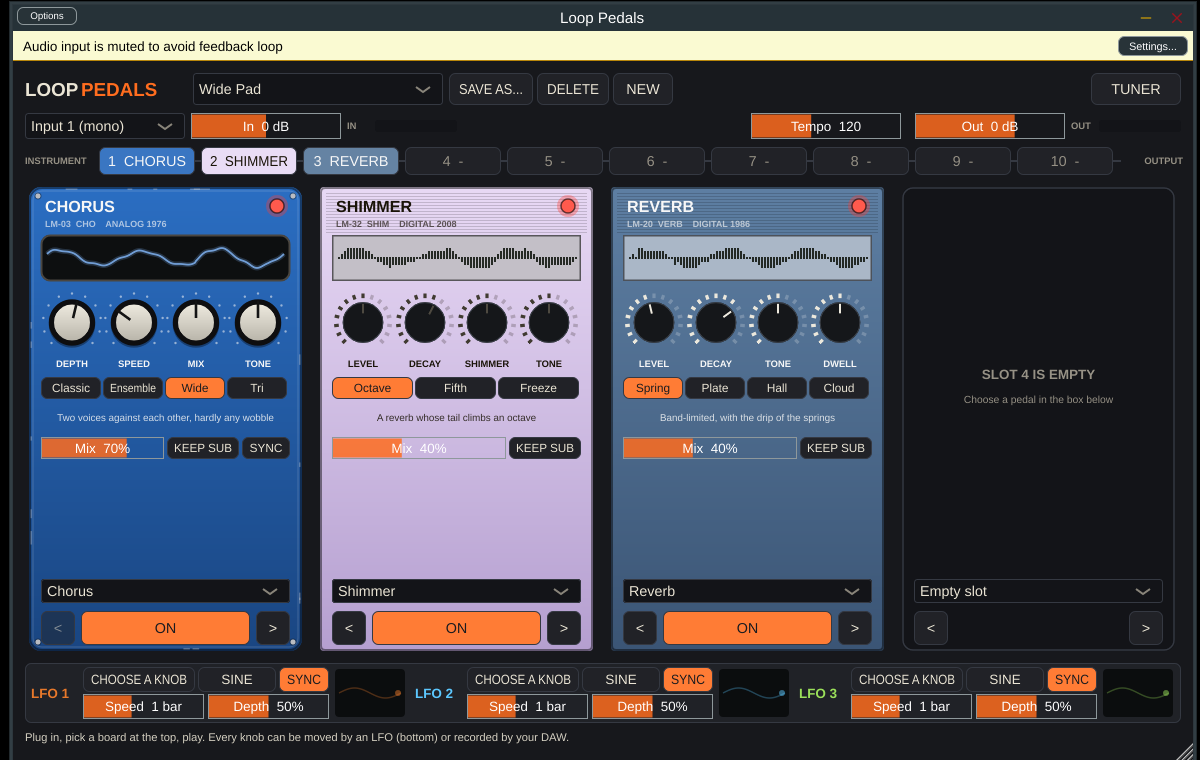 Options
Loop Pedals
Audio input is muted to avoid feedback loop
Settings...
LOOP PEDALS
Wide Pad
SAVE AS...
DELETE
NEW
TUNER
Input 1 (mono)
In 0 dB
IN
Tempo 120
Out 0 dB
OUT
INSTRUMENT
1 CHORUS
2 SHIMMER
3 REVERB
4 -
5 -
6 -
7 -
8 -
9 -
10 -
OUTPUT
CHORUS
LM-03 CHO ANALOG 1976
DEPTH SPEED MIX TONE
Classic Ensemble Wide Tri
Two voices against each other, hardly any wobble
Mix 70%
KEEP SUB
SYNC
Chorus
< ON >
SHIMMER
LM-32 SHIM DIGITAL 2008
LEVEL DECAY SHIMMER TONE
Octave Fifth Freeze
A reverb whose tail climbs an octave
Mix 40%
KEEP SUB
Shimmer
< ON >
REVERB
LM-20 VERB DIGITAL 1986
LEVEL DECAY TONE DWELL
Spring Plate Hall Cloud
Band-limited, with the drip of the springs
Mix 40%
KEEP SUB
Reverb
< ON >
SLOT 4 IS EMPTY
Choose a pedal in the box below
Empty slot
< >
LFO 1
CHOOSE A KNOB
SINE
SYNC
Speed 1 bar
Depth 50%
LFO 2
CHOOSE A KNOB
SINE
SYNC
Speed 1 bar
Depth 50%
LFO 3
CHOOSE A KNOB
SINE
SYNC
Speed 1 bar
Depth 50%
Plug in, pick a board at the top, play. Every knob can be moved by an LFO (bottom) or recorded by your DAW.